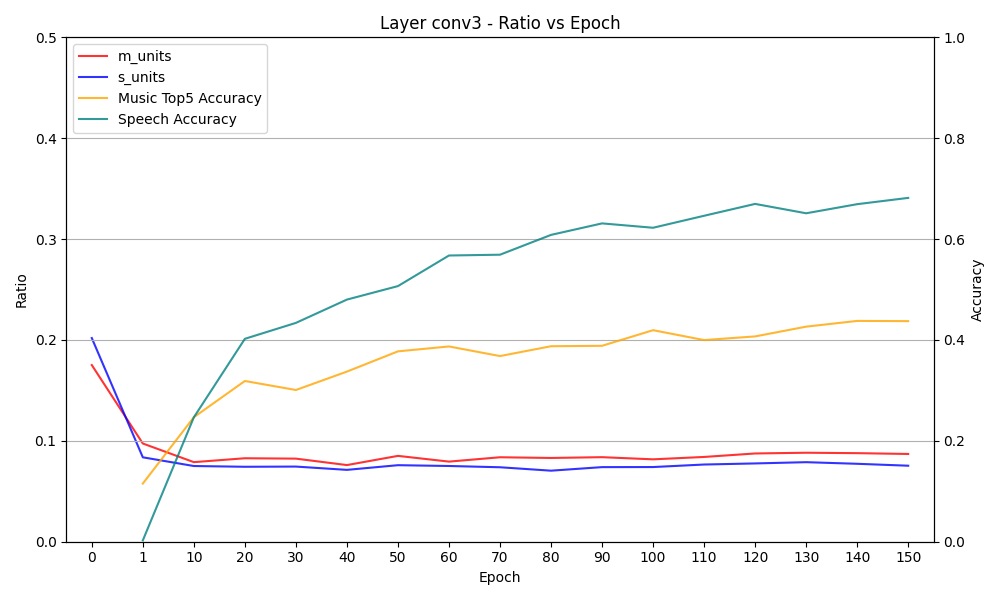 Layer conv3 - Ratio vs Epoch
m_units
s_units
Music Top5 Accuracy
Speech Accuracy
Ratio
0.5
0.4
0.3
0.2
0.1
0.0
1.0
0.8
0.6
0.4
0.2
0.0
Accuracy
0 1 10 20 30 40 50 60 70 80 90 100 110 120 130 140 150
Epoch